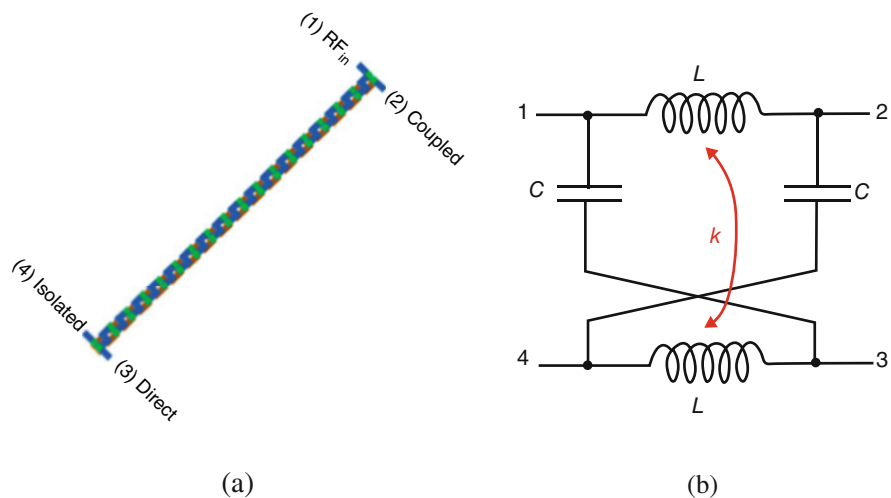 (1) RFin
(2) Coupled
(4) Isolated
(3) Direct
(a)
L
1
2
C
C
k
4
3
L
(b)